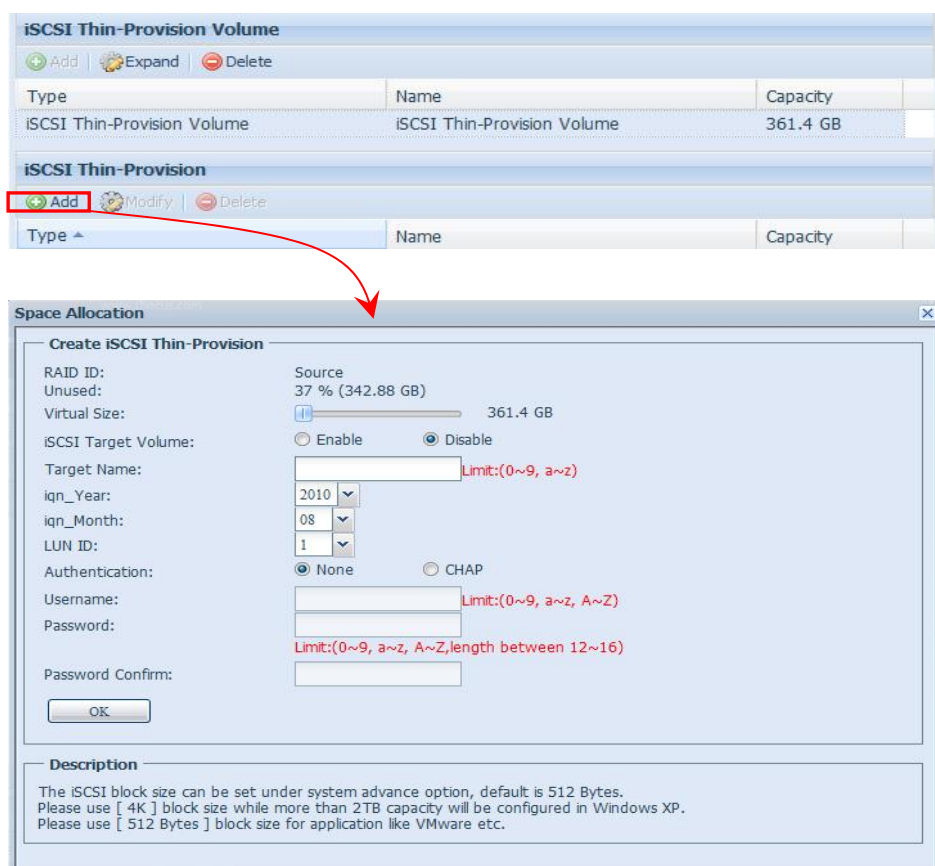 iSCSI Thin-Provision Volume
Add Expand Delete
Type Name Capacity
iSCSI Thin-Provision Volume iSCSI Thin-Provision Volume 361.4 GB
iSCSI Thin-Provision
Add Modify Delete
Type Name Capacity
Space Allocation
Create iSCSI Thin-Provision
RAID ID: Source
Unused: 37 % (342.88 GB)
Virtual Size: 361.4 GB
iSCSI Target Volume: Enable Disable
Target Name: Limit:(0~9, a~z)
iqn_Year: 2010
iqn_Month: 08
LUN ID: 1
Authentication: None CHAP
Username: Limit:(0~9, a~z, A~Z)
Password:
Limit:(0~9, a~z, A~Z,length between 12~16)
Password Confirm:
OK
Description
The iSCSI block size can be set under system advance option, default is 512 Bytes.
Please use [ 4K ] block size while more than 2TB capacity will be configured in Windows XP.
Please use [ 512 Bytes ] block size for application like VMware etc.